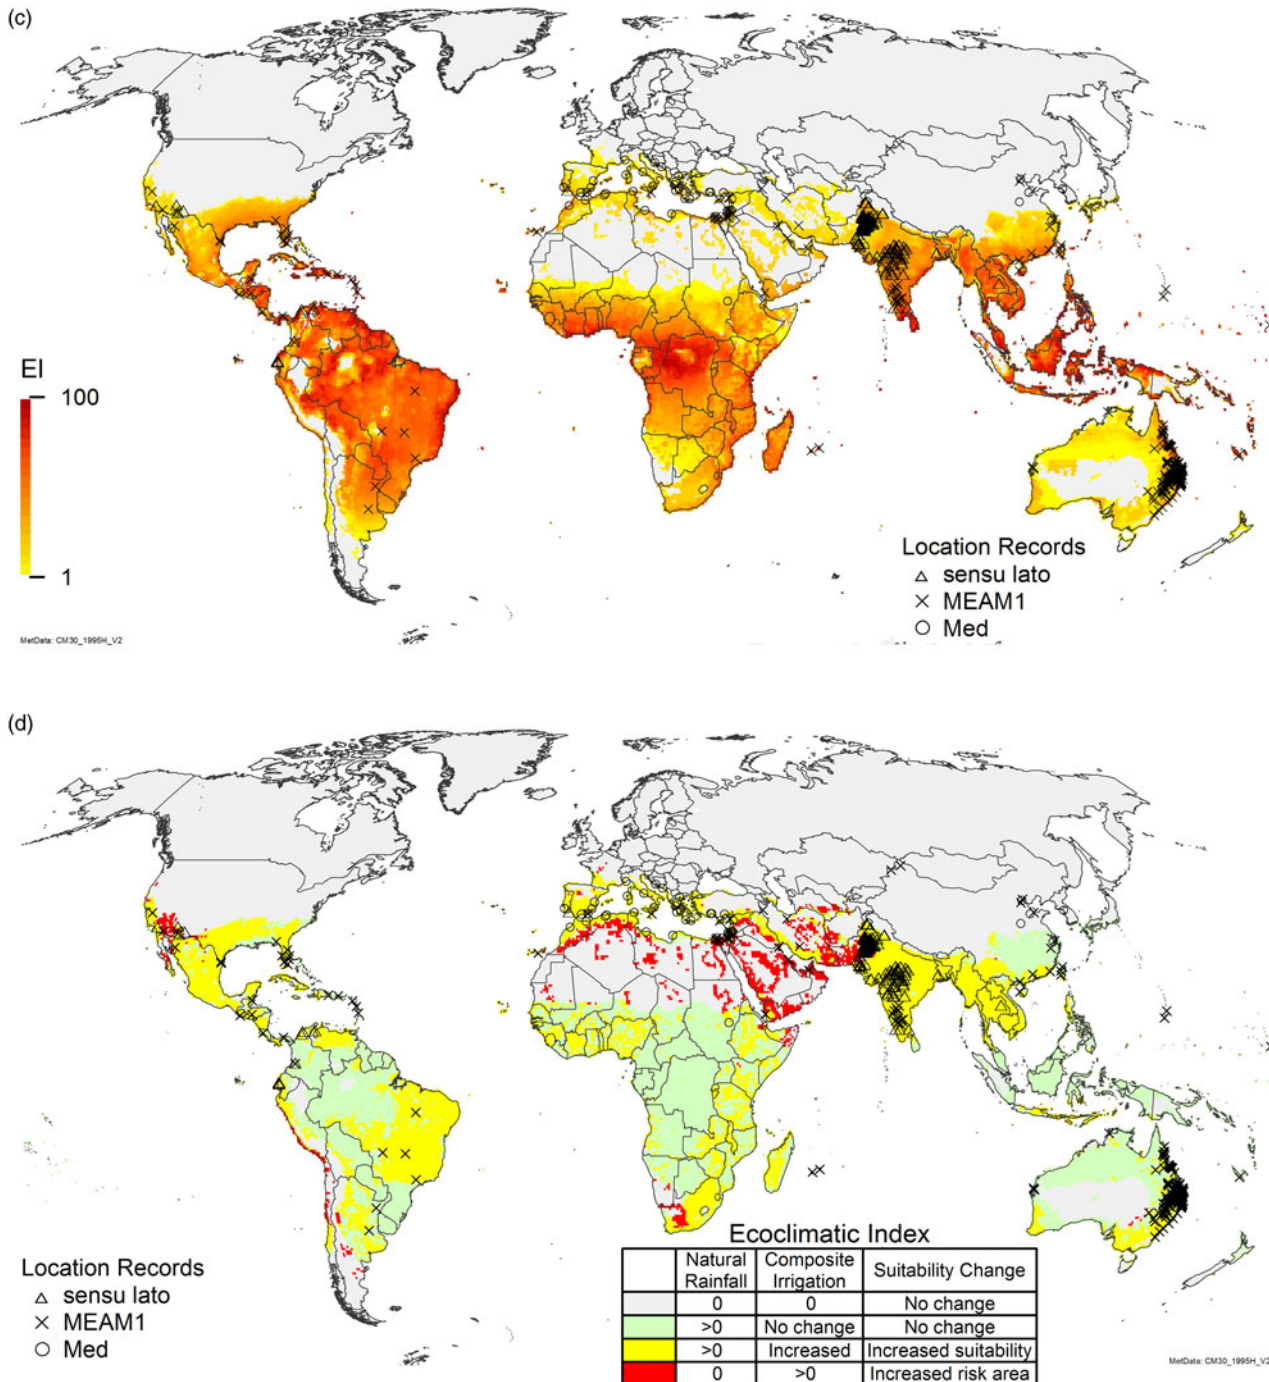 (c)
EI
100
1
Location Records
sensu lato
MEAM1
Med
MetData: CM30_1995H_V2
(d)
Location Records
sensu lato
MEAM1
Med
Ecoclimatic Index
Natural Rainfall Composite Irrigation Suitability Change
0 0 No change
>0 No change No change
>0 Increased Increased suitability
0 >0 Increased risk area
MetData: CM30_1995H_V2